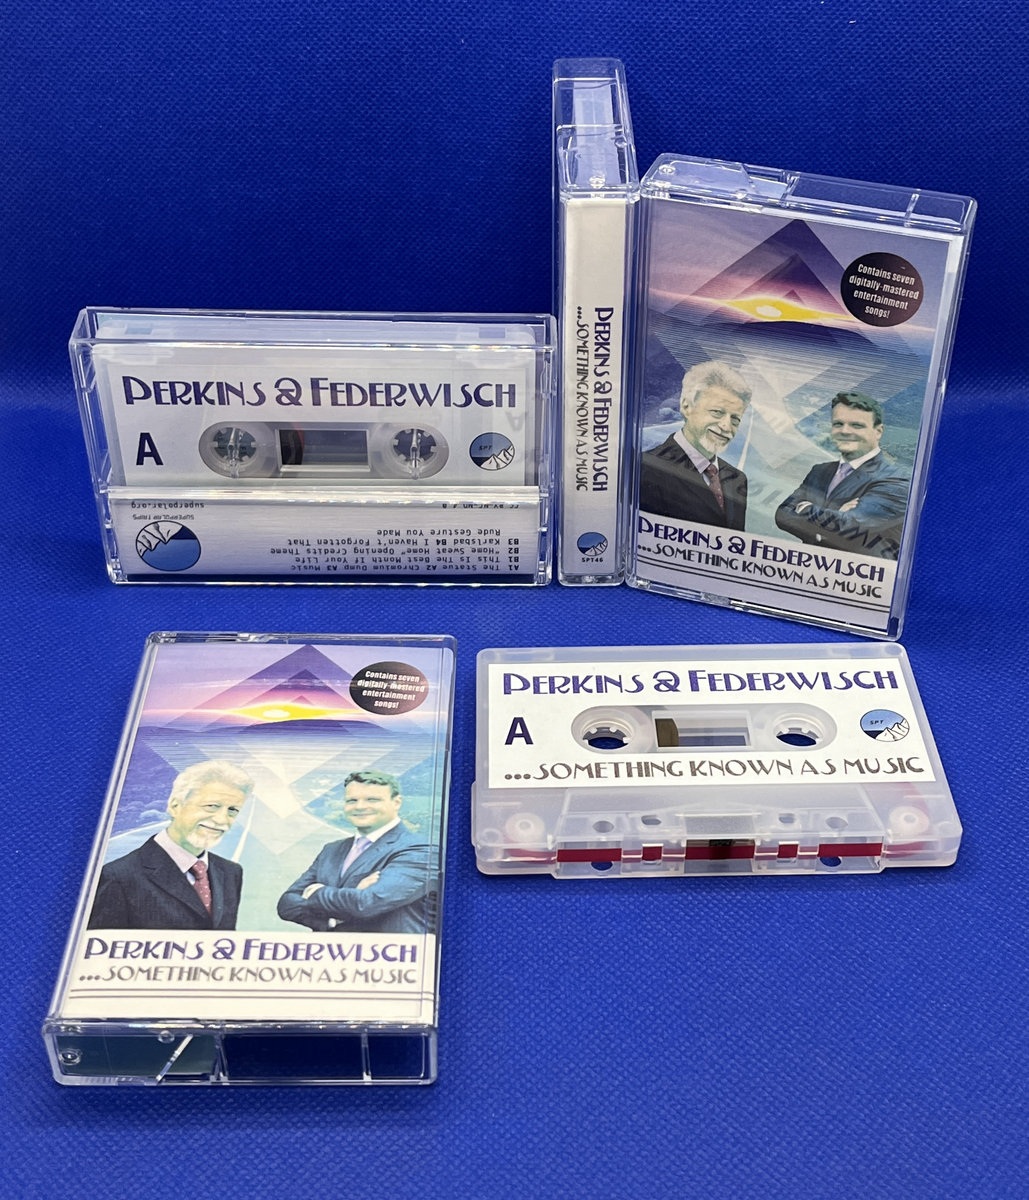 PERKINS & FEDERWISCH
A
SPT
A1 The Statue A2 Chromium Dump A3 Music
B1 This Is The Best Month If Your Life
B2 "Home Sweat Home" Opening Credits Theme
B3 Karlsbad B4 I Haven't Forgotten That
Rude Gesture You Made
superpolar.org
SUPERPOLAR TAIPS
PERKINS & FEDERWISCH
...SOMETHING KNOWN AS MUSIC
SPT46
Contains seven
digitally-mastered
entertainment
songs!
PERKINS & FEDERWISCH
...SOMETHING KNOWN AS MUSIC
Contains seven
digitally-mastered
entertainment
songs!
PERKINS & FEDERWISCH
...SOMETHING KNOWN AS MUSIC
PERKINS & FEDERWISCH
A
SPT
...SOMETHING KNOWN AS MUSIC